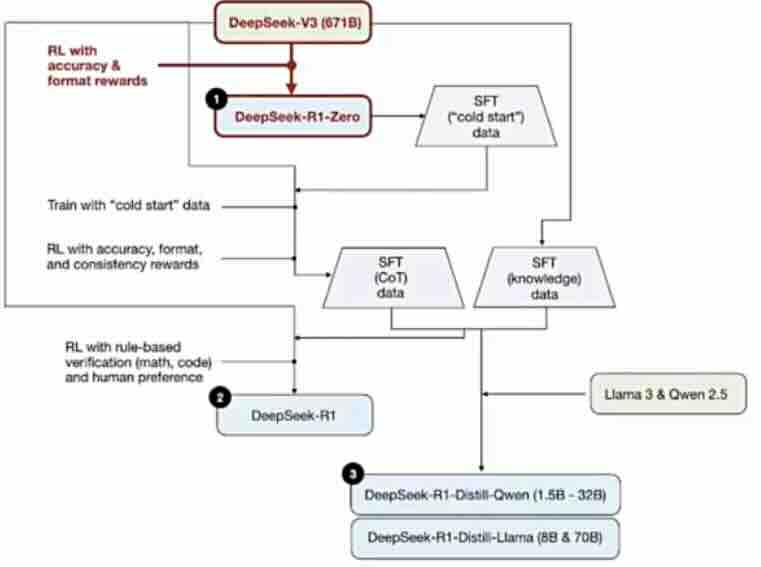 DeepSeek-V3 (671B)
RL with
accuracy &
format rewards
1
DeepSeek-R1-Zero
SFT
("cold start")
data
Train with "cold start" data
RL with accuracy, format,
and consistency rewards
SFT
(CoT)
data
SFT
(knowledge)
data
RL with rule-based
verification (math, code)
and human preference
2
DeepSeek-R1
Llama 3 & Qwen 2.5
3
DeepSeek-R1-Distill-Qwen (1.5B - 32B)
DeepSeek-R1-Distill-Llama (8B & 70B)